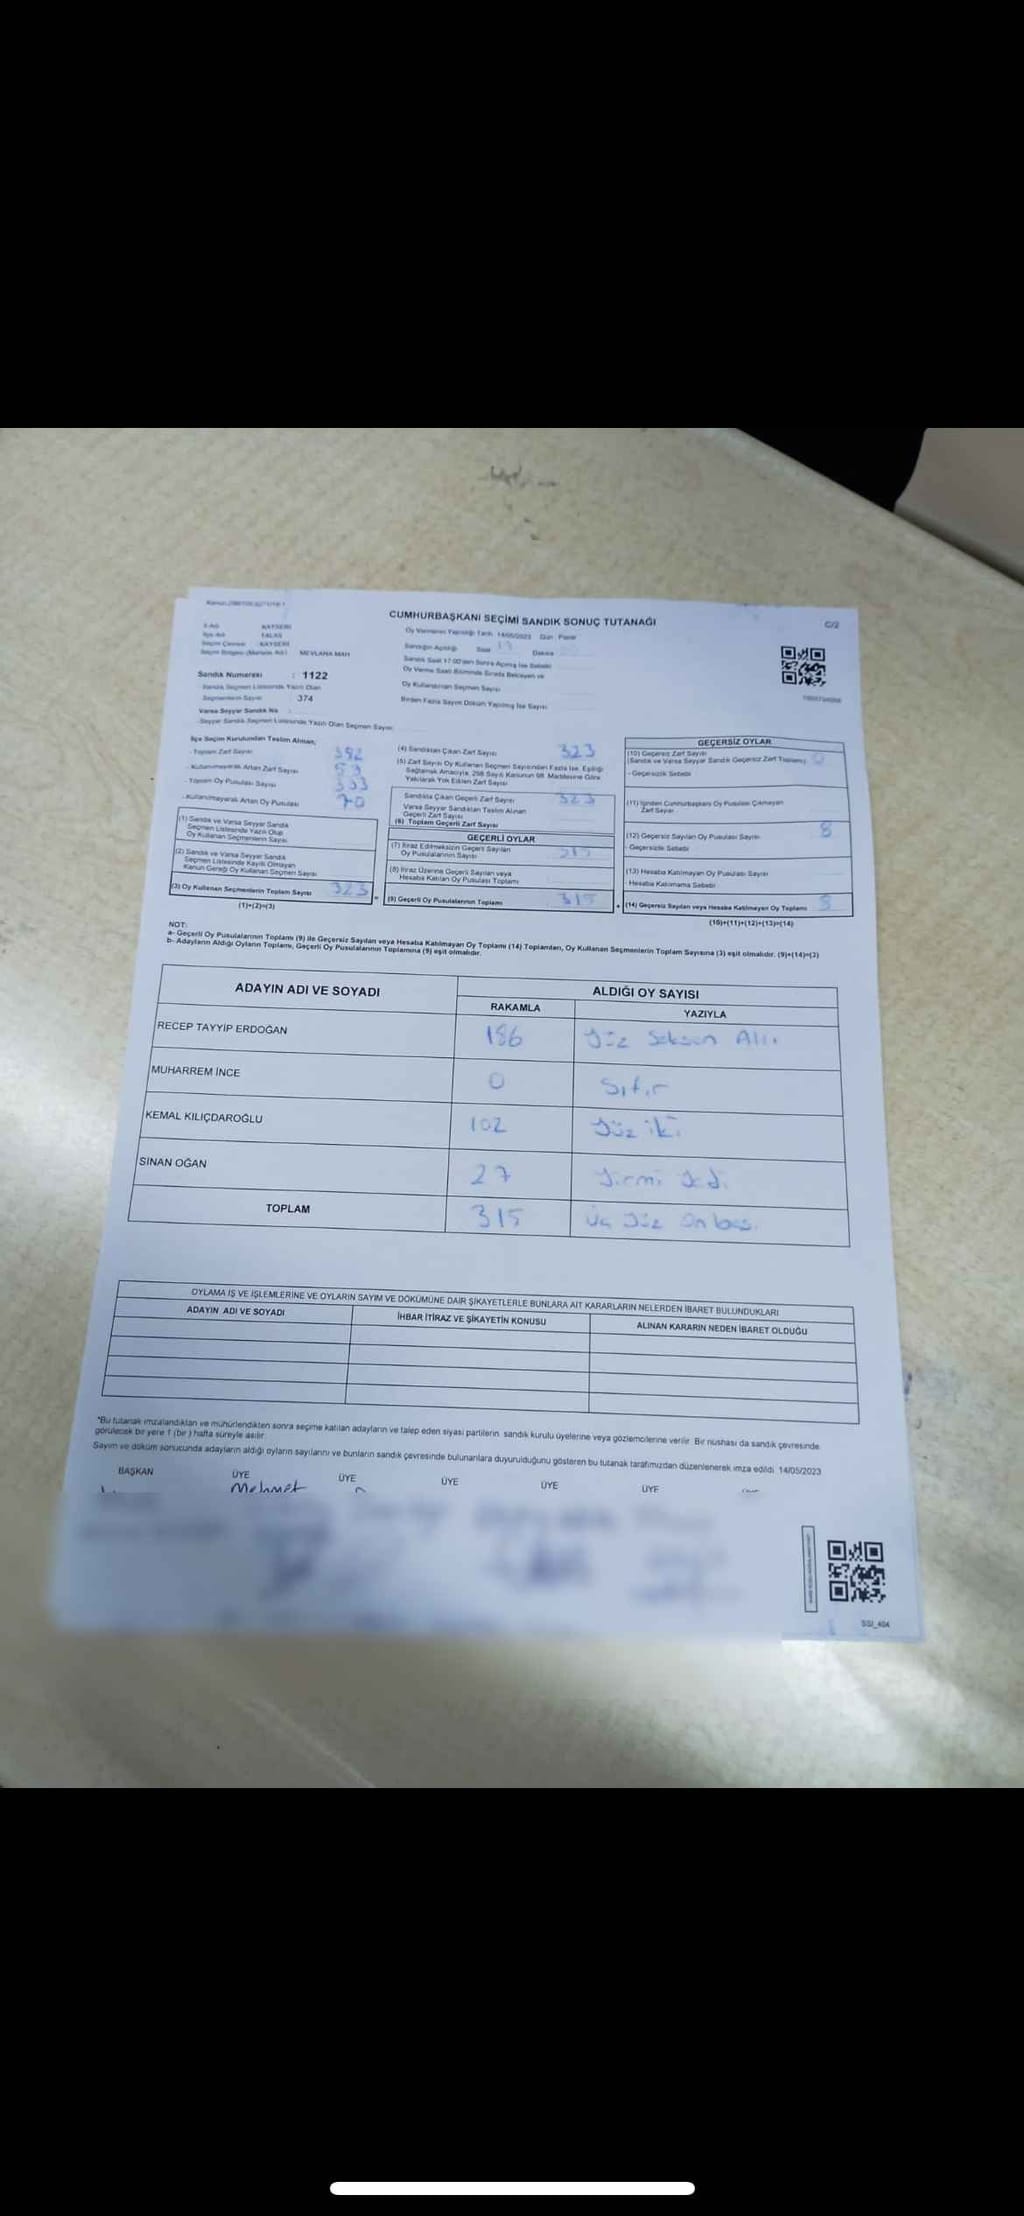 CUMHURBAŞKANI SEÇİMİ SANDIK SONUÇ TUTANAĞI
C/2
İl Adı KAYSERİ
İlçe Adı TALAS
Seçim Çevresi KAYSERİ
MEVLANA MAH
Oy Vermenin Yapıldığı Tarih 14/05/2023 Gün Pazar
Sandığın Açıldığı Saat Dakika
Sandık Saat 17.00'den Sonra Açılmış İse Sebebi
Oy Kullandırılan Seçmen Sayısı
Birden Fazla Sayım Döküm Yapılmış İse Sayısı
Sandık Numarası : 1122
Sandık Seçmen Listesinde Yazılı Olan
Seçmenlerin Sayısı 374
Varsa Seyyar Sandık No
-Seyyar Sandık Seçmen Listesinde Yazılı Olan Seçmen Sayısı
İlçe Seçim Kurulundan Teslim Alınan;
- Toplam Zarf Sayısı
- Kullanılmayarak Artan Zarf Sayısı
- Toplam Oy Pusulası Sayısı
- Kullanılmayarak Artan Oy Pusulası 70
(1) Sandık ve Varsa Seyyar Sandık
Seçmen Listesinde Yazılı Olup
Oy Kullanan Seçmenlerin Sayısı
(2) Sandık ve Varsa Seyyar Sandık
Seçmen Listesinde Kayıtlı Olmayan
Kanun Gereği Oy Kullanan Seçmen Sayısı
(3) Oy Kullanan Seçmenlerin Toplam Sayısı 323
(1)+(2)=(3)
(4) Sandıktan Çıkan Zarf Sayısı 323
(5) Zarf Sayısı Oy Kullanan Seçmen Sayısından Fazla İse, Eşitliği
Sağlamak Amacıyla, 298 Sayılı Kanunun 98. Maddesine Göre
Yakılarak Yok Edilen Zarf Sayısı
Sandıkta Çıkan Geçerli Zarf Sayısı 323
Varsa Seyyar Sandıktan Teslim Alınan
Geçerli Zarf Sayısı
(6) Toplam Geçerli Zarf Sayısı
GEÇERLİ OYLAR
(7) İtiraz Edilmeksizin Geçerli Sayılan
Oy Pusulalarının Sayısı 315
(8) İtiraz Üzerine Geçerli Sayılan veya
Hesaba Katılan Oy Pusulası Toplamı
(9) Geçerli Oy Pusulalarının Toplamı 315
GEÇERSİZ OYLAR
(10) Geçersiz Zarf Sayısı
(Sandık ve Varsa Seyyar Sandık Geçersiz Zarf Toplamı) 0
- Geçersizlik Sebebi
(11) İçinden Cumhurbaşkanı Oy Pusulası Çıkmayan
Zarf Sayısı
(12) Geçersiz Sayılan Oy Pusulası Sayısı 8
- Geçersizlik Sebebi
(13) Hesaba Katılmayan Oy Pusulası Sayısı
- Hesaba Katılmama Sebebi
(14) Geçersiz Sayılan veya Hesaba Katılmayan Oy Toplamı 8
(10)+(11)+(12)+(13)=(14)
NOT:
a- Geçerli Oy Pusulalarının Toplamı (9) ile Geçersiz Sayılan veya Hesaba Katılmayan Oy Toplamı (14) Toplamları, Oy Kullanan Seçmenlerin Toplam Sayısına (3) eşit olmalıdır. (9)+(14)=(3)
b- Adayların Aldığı Oyların Toplamı, Geçerli Oy Pusulalarının Toplamına (9) eşit olmalıdır.
ADAYIN ADI VE SOYADI
ALDIĞI OY SAYISI
RAKAMLA YAZIYLA
RECEP TAYYİP ERDOĞAN 186 Yüz Seksen Altı
MUHARREM İNCE 0 Sıfır
KEMAL KILIÇDAROĞLU 102 Yüz iki
SİNAN OĞAN 27 Yirmi Yedi
TOPLAM 315 Üç Yüz On beş
OYLAMA İŞ VE İŞLEMLERİNE VE OYLARIN SAYIM VE DÖKÜMÜNE DAİR ŞİKAYETLERLE BUNLARA AİT KARARLARIN NELERDEN İBARET BULUNDUKLARI
ADAYIN ADI VE SOYADI İHBAR İTİRAZ VE ŞİKAYETİN KONUSU ALINAN KARARIN NEDEN İBARET OLDUĞU
*Bu tutanak imzalandıktan ve mühürlendikten sonra seçime katılan adayların ve talep eden siyasi partilerin sandık kurulu üyelerine veya gözlemcilerine verilir. Bir nüshası da sandık çevresinde
görülecek bir yere 1 (bir) hafta süreyle asılır.
Sayım ve döküm sonucunda adayların aldığı oyların sayılarını ve bunların sandık çevresinde bulunanlara duyurulduğunu gösteren bu tutanak tarafımızdan düzenlenerek imza edildi. 14/05/2023
BAŞKAN ÜYE ÜYE ÜYE ÜYE ÜYE
Mehmet